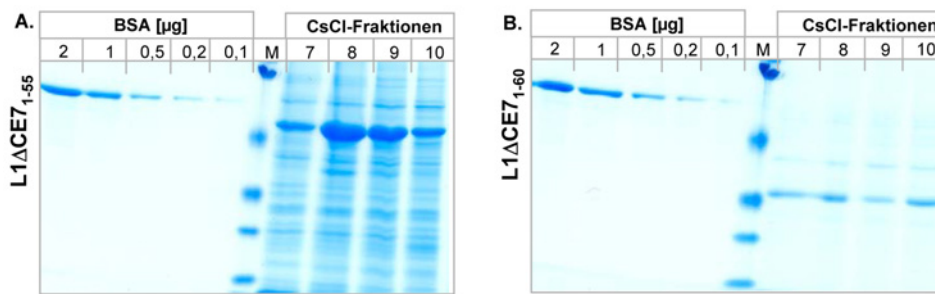 A.
BSA [µg]
CsCl-Fraktionen
2 1 0,5 0,2 0,1 M 7 8 9 10
L1ΔCE7₁₋₅₅
B.
BSA [µg]
CsCl-Fraktionen
2 1 0,5 0,2 0,1 M 7 8 9 10
L1ΔCE7₁₋₆₀